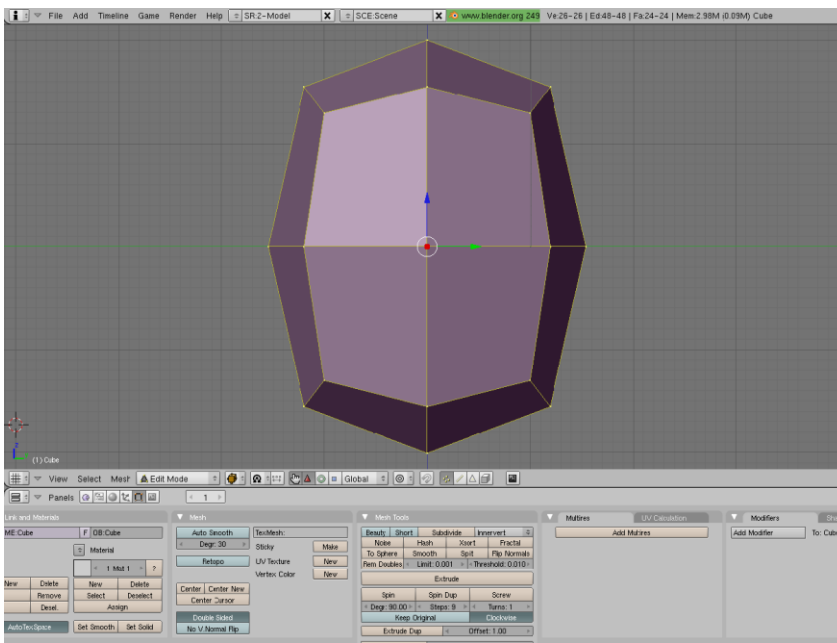 File Add Timeline Game Render Help SR:2-Model X SCE:Scene X www.blender.org 249 Ve:26-26 | Ed:48-48 | Fa:24-24 | Mem:2.98M (0.09M) Cube
z
(1) Cube
View Select Mesh Edit Mode Global
Panels 1
Link and Materials Mesh Mesh Tools Multires UV Calculation Modifiers Sha
ME:Cube F OB:Cube Auto Smooth TexMesh: Beauty Short Subdivide Innervert Add Multires Add Modifier To: Cube
Degr: 30 Sticky Make Noise Hash Xsort Fractal
Material To Sphere Smooth Split Flip Normals
Retopo UV Texture New Rem Doubles Limit: 0.001 Threshold: 0.010
1 Mat 1 ? Vertex Color New Extrude
New Delete New Delete Center Center New Spin Spin Dup Screw
Remove Select Deselect Center Cursor Degr: 90.00 Steps: 9 Turns: 1
Desel. Assign Double Sided Keep Original Clockwise
AutoTexSpace Set Smooth Set Solid No V.Normal Flip Extrude Dup Offset: 1.00